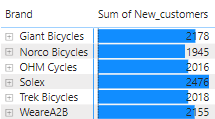 Brand Sum of New_customers
Giant Bicycles 2178
Norco Bicycles 1945
OHM Cycles 2016
Solex 2476
Trek Bicycles 2018
WeareA2B 2155